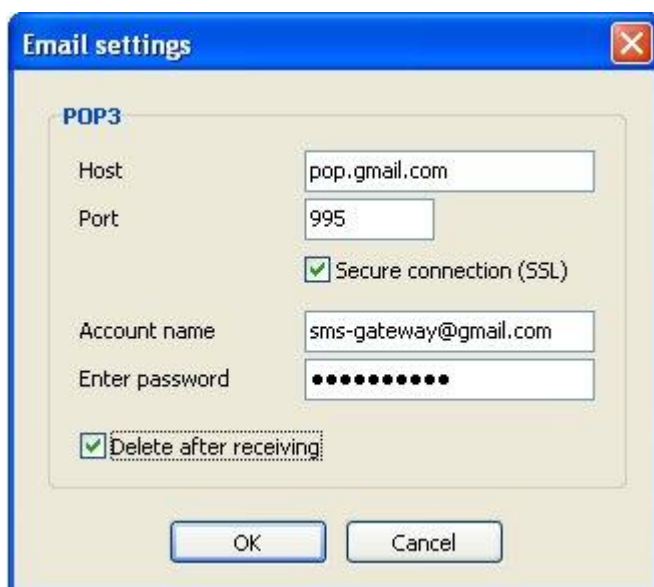 Email settings
POP3
Host pop.gmail.com
Port 995
Secure connection (SSL)
Account name sms-gateway@gmail.com
Enter password ●●●●●●●●●●
Delete after receiving
OK Cancel